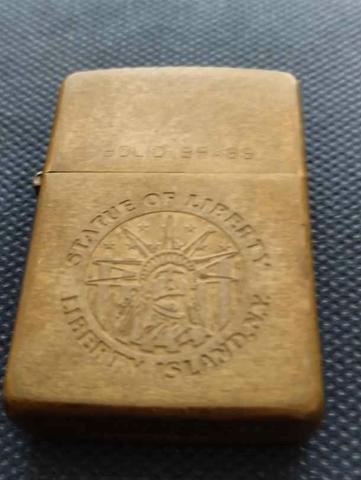 SOLID BRASS
STATUE OF LIBERTY
LIBERTY ISLAND, N.Y.